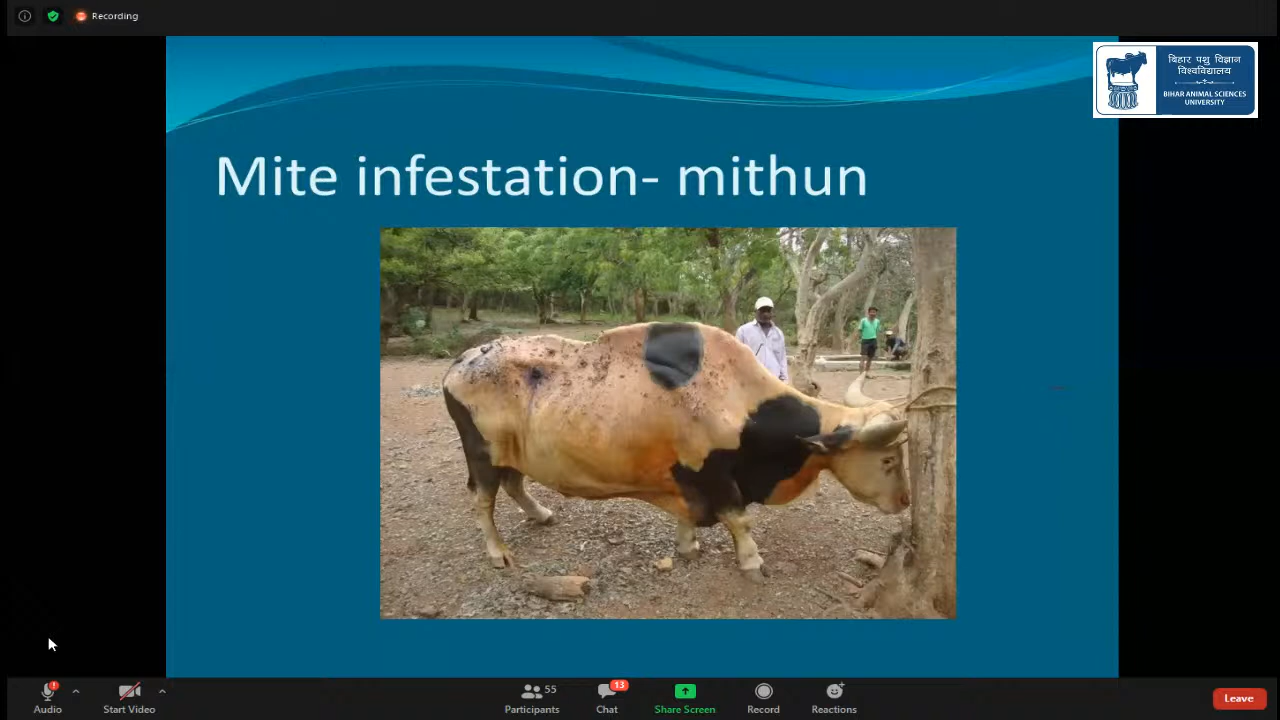 Recording
बिहार पशु विज्ञान
विश्वविद्यालय
BIHAR ANIMAL SCIENCES
UNIVERSITY
Mite infestation- mithun
Audio
Start Video
55
Participants
13
Chat
Share Screen
Record
Reactions
Leave